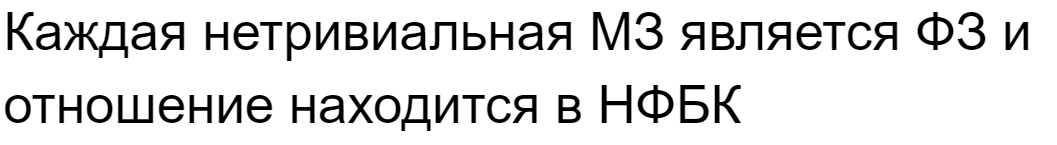 Каждая нетривиальная МЗ является ФЗ и
отношение находится в НФБК